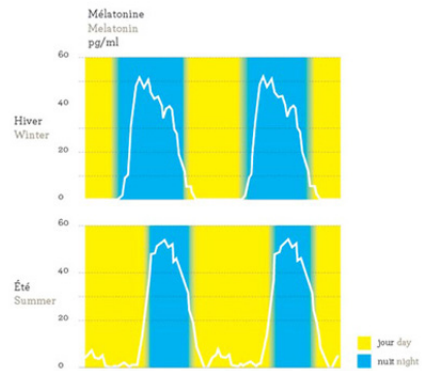 Mélatonine
Melatonin
pg/ml
60
40
20
0
Hiver
Winter
60
40
20
0
Été
Summer
jour day
nuit night